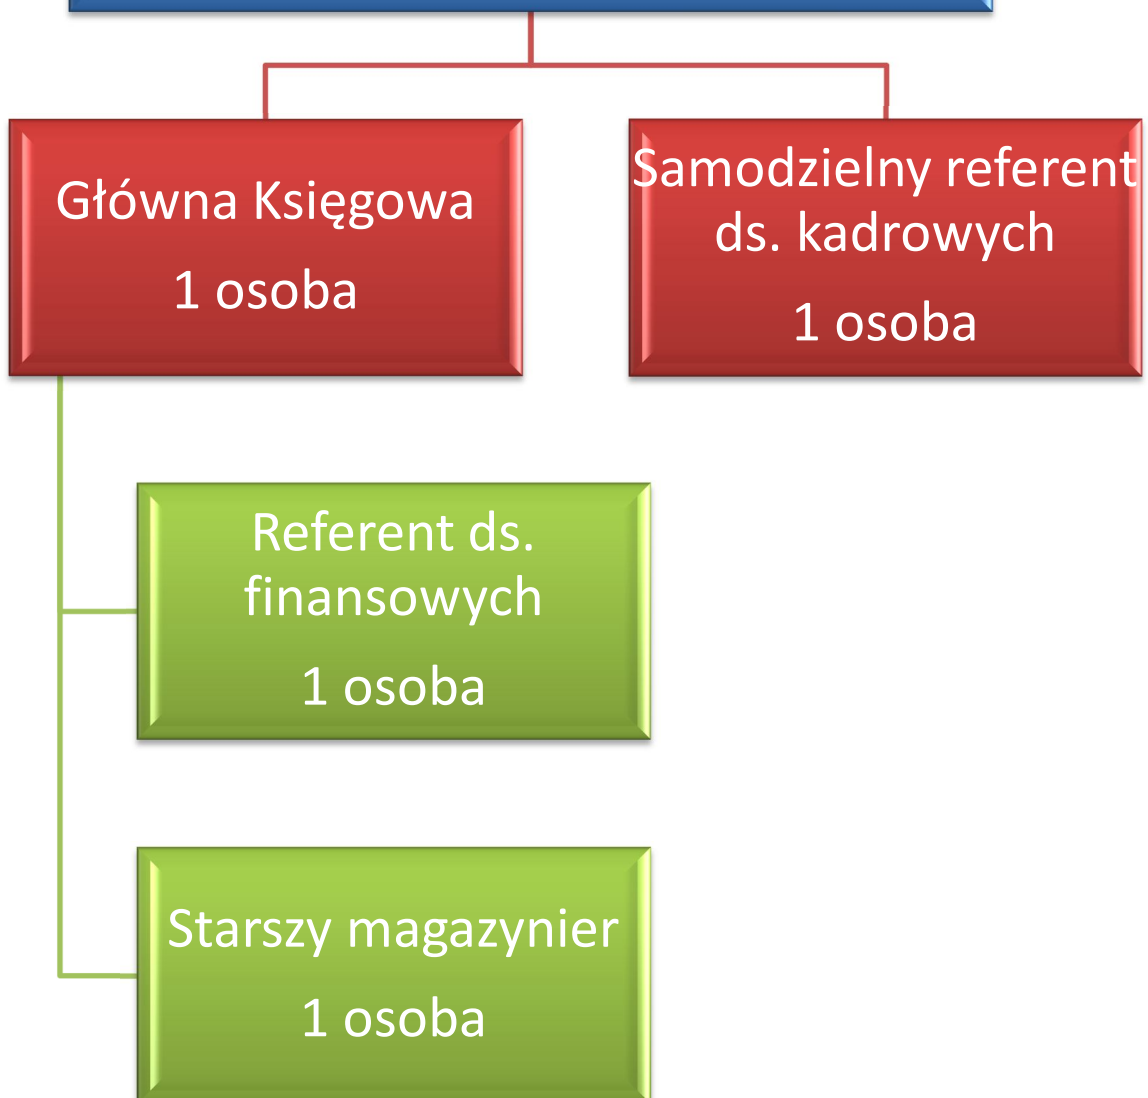 Główna Księgowa
1 osoba
Samodzielny referent
ds. kadrowych
1 osoba
Referent ds.
finansowych
1 osoba
Starszy magazynier
1 osoba